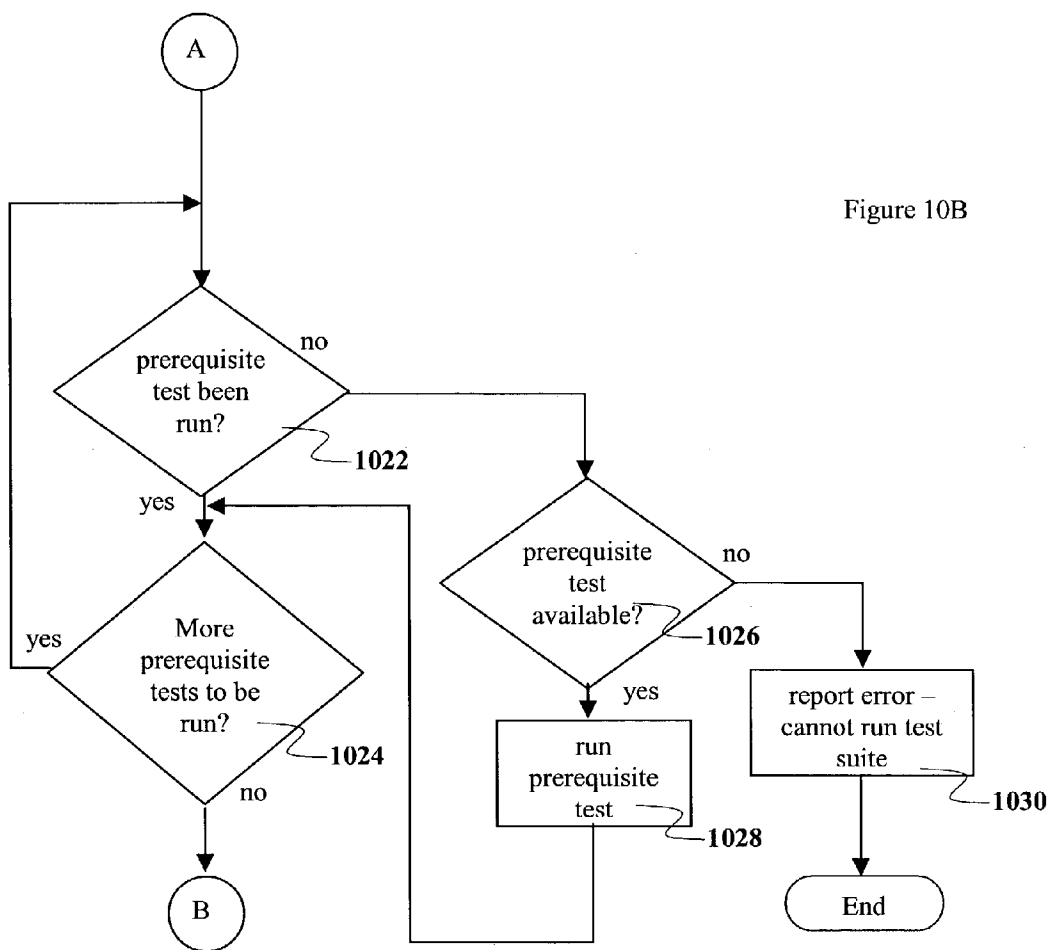 A
Figure 10B
no
prerequisite
test been
run?
1022
yes
prerequisite
test
available?
no
1026
yes
More
prerequisite
tests to be
run?
1024
yes
run
prerequisite
test
1028
report error –
cannot run test
suite
1030
no
B
End